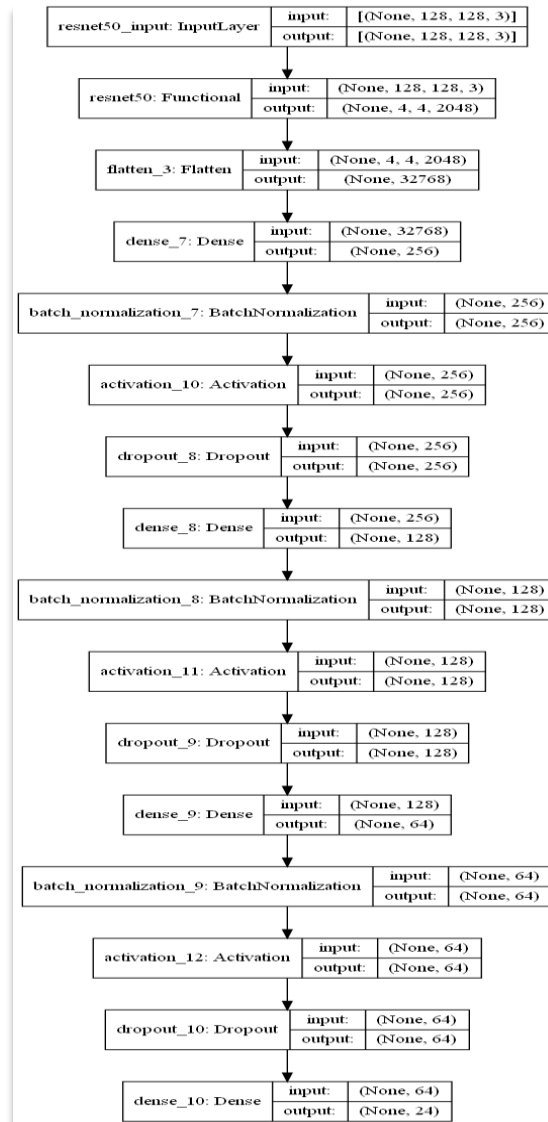 resnet50_input: InputLayer
input: [(None, 128, 128, 3)]
output: [(None, 128, 128, 3)]
resnet50: Functional
input: (None, 128, 128, 3)
output: (None, 4, 4, 2048)
flatten_3: Flatten
input: (None, 4, 4, 2048)
output: (None, 32768)
dense_7: Dense
input: (None, 32768)
output: (None, 256)
batch_normalization_7: BatchNormalization
input: (None, 256)
output: (None, 256)
activation_10: Activation
input: (None, 256)
output: (None, 256)
dropout_8: Dropout
input: (None, 256)
output: (None, 256)
dense_8: Dense
input: (None, 256)
output: (None, 128)
batch_normalization_8: BatchNormalization
input: (None, 128)
output: (None, 128)
activation_11: Activation
input: (None, 128)
output: (None, 128)
dropout_9: Dropout
input: (None, 128)
output: (None, 128)
dense_9: Dense
input: (None, 128)
output: (None, 64)
batch_normalization_9: BatchNormalization
input: (None, 64)
output: (None, 64)
activation_12: Activation
input: (None, 64)
output: (None, 64)
dropout_10: Dropout
input: (None, 64)
output: (None, 64)
dense_10: Dense
input: (None, 64)
output: (None, 24)